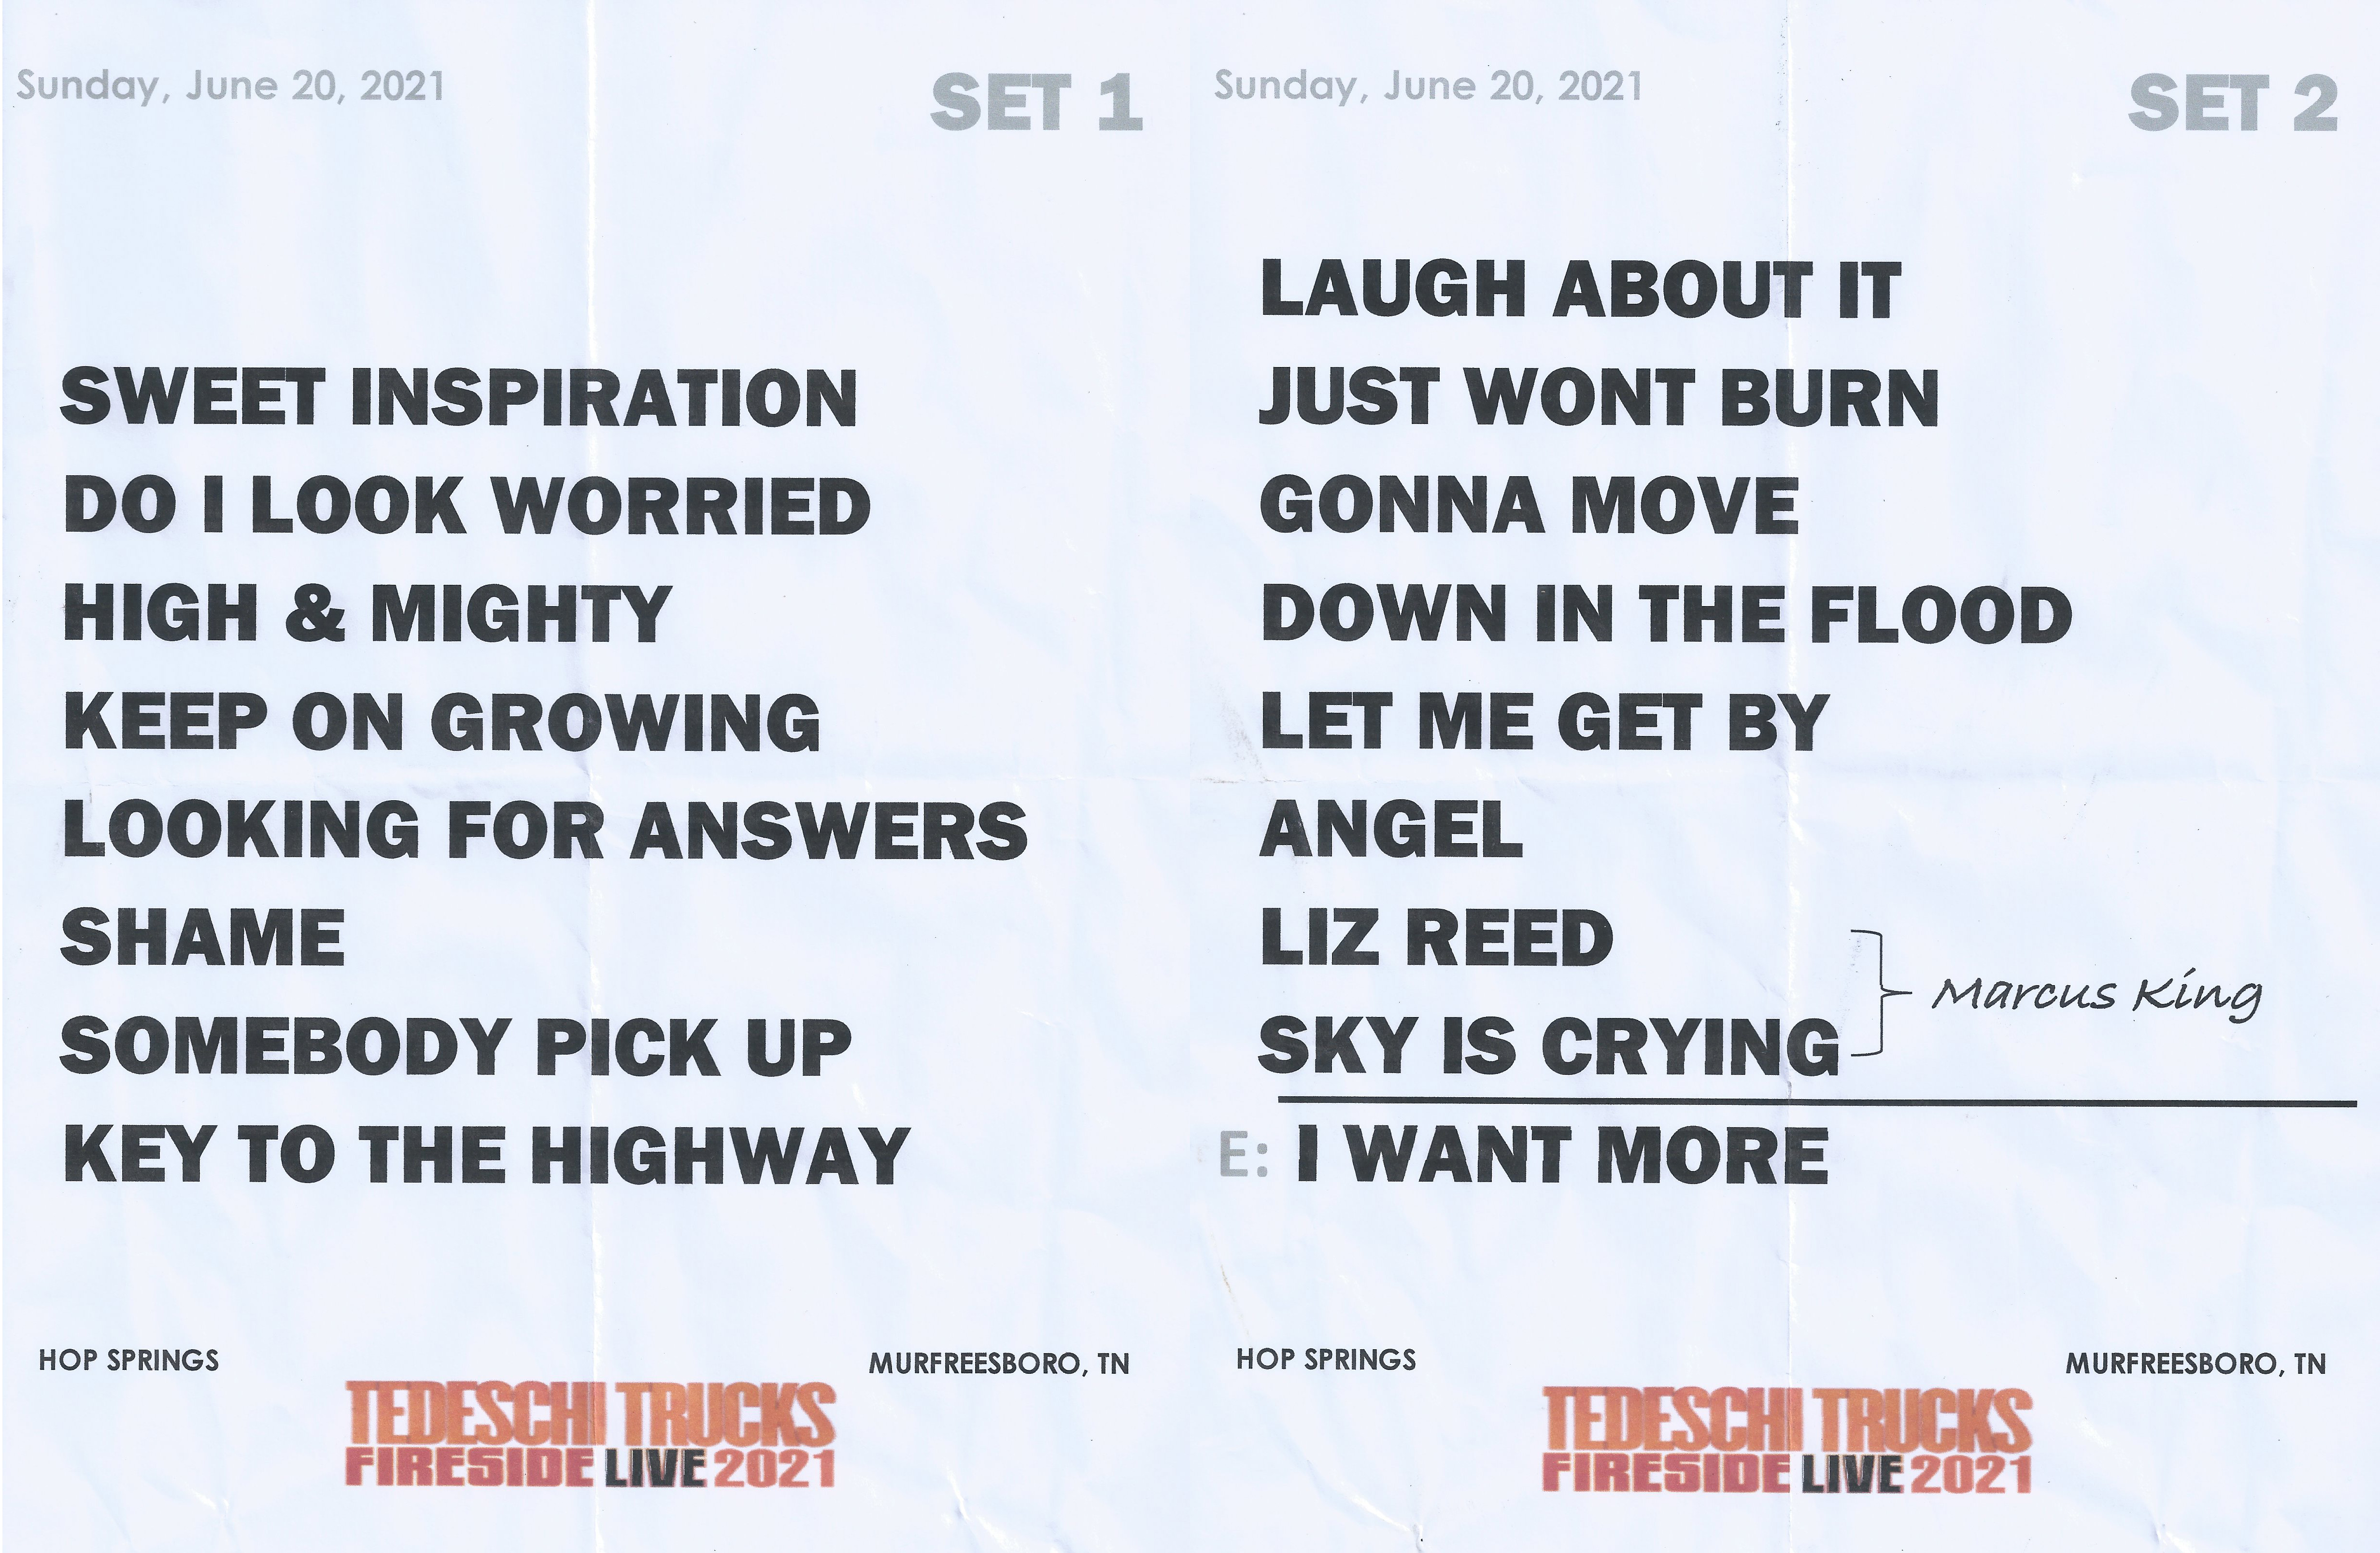 Sunday, June 20, 2021
SET 1
SWEET INSPIRATION
DO I LOOK WORRIED
HIGH & MIGHTY
KEEP ON GROWING
LOOKING FOR ANSWERS
SHAME
SOMEBODY PICK UP
KEY TO THE HIGHWAY
HOP SPRINGS
MURFREESBORO, TN
TEDESCHI TRUCKS
FIRESIDE LIVE 2021
Sunday, June 20, 2021
SET 2
LAUGH ABOUT IT
JUST WONT BURN
GONNA MOVE
DOWN IN THE FLOOD
LET ME GET BY
ANGEL
LIZ REED
Marcus King
SKY IS CRYING
E: I WANT MORE
HOP SPRINGS
MURFREESBORO, TN
TEDESCHI TRUCKS
FIRESIDE LIVE 2021